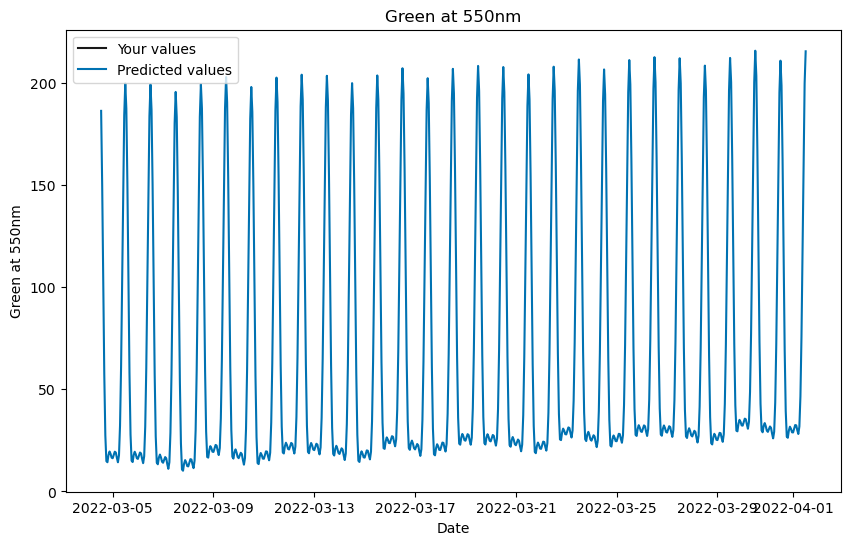 Green at 550nm
Your values
Predicted values
Green at 550nm
200
150
100
50
0
2022-03-05
2022-03-09
2022-03-13
2022-03-17
2022-03-21
2022-03-25
2022-03-29
2022-04-01
Date